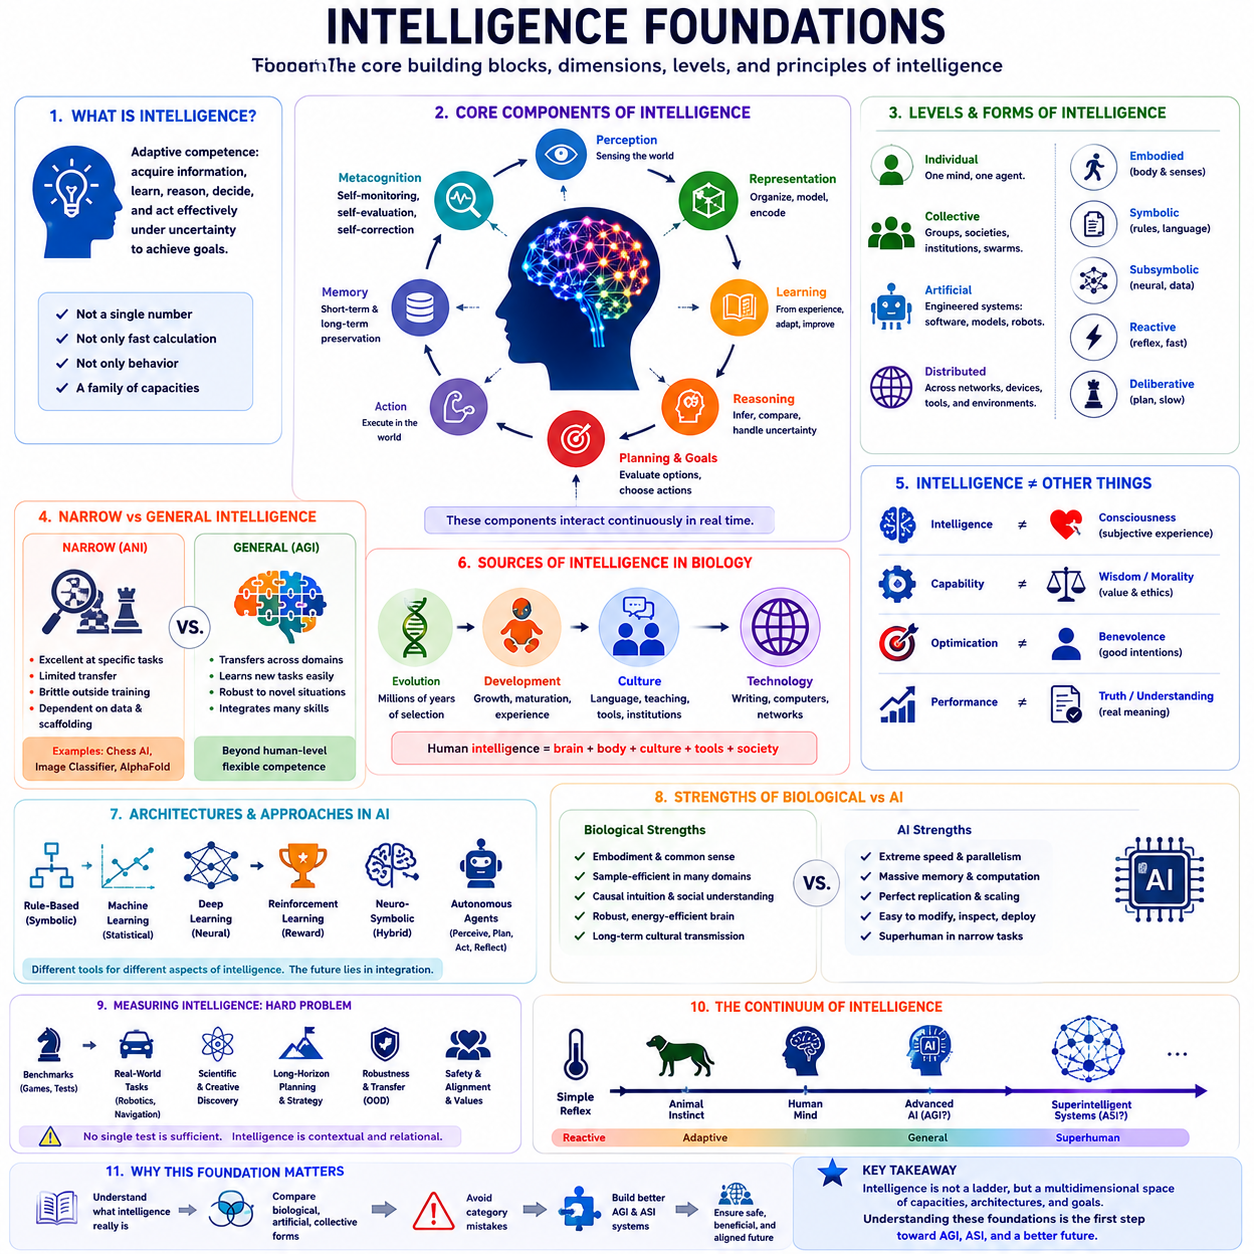 INTELLIGENCE FOUNDATIONS
The core building blocks, dimensions, levels, and principles of intelligence
1. WHAT IS INTELLIGENCE?
Adaptive competence:
acquire information,
learn, reason, decide,
and act effectively
under uncertainty
to achieve goals.
Not a single number
Not only fast calculation
Not only behavior
A family of capacities
2. CORE COMPONENTS OF INTELLIGENCE
Perception
Sensing the world
Representation
Organize, model,
encode
Learning
From experience,
adapt, improve
Reasoning
Infer, compare,
handle uncertainty
Planning & Goals
Evaluate options,
choose actions
Action
Execute in the
world
Memory
Short-term &
long-term
preservation
Metacognition
Self-monitoring,
self-evaluation,
self-correction
These components interact continuously in real time.
3. LEVELS & FORMS OF INTELLIGENCE
Individual
One mind, one agent.
Collective
Groups, societies,
institutions, swarms.
Artificial
Engineered systems:
software, models, robots.
Distributed
Across networks, devices,
tools, and environments.
Embodied
(body & senses)
Symbolic
(rules, language)
Subsymbolic
(neural, data)
Reactive
(reflex, fast)
Deliberative
(plan, slow)
4. NARROW vs GENERAL INTELLIGENCE
NARROW (ANI)
• Excellent at specific tasks
• Limited transfer
• Brittle outside training
• Dependent on data &
scaffolding
Examples: Chess AI,
Image Classifier, AlphaFold
VS.
GENERAL (AGI)
• Transfers across domains
• Learns new tasks easily
• Robust to novel situations
• Integrates many skills
Beyond human-level
flexible competence
5. INTELLIGENCE ≠ OTHER THINGS
Intelligence ≠ Consciousness
(subjective experience)
Capability ≠ Wisdom / Morality
(value & ethics)
Optimication ≠ Benevolence
(good intentions)
Performance ≠ Truth / Understanding
(real meaning)
6. SOURCES OF INTELLIGENCE IN BIOLOGY
Evolution
Millions of years
of selection
Development
Growth, maturation,
experience
Culture
Language, teaching,
tools, institutions
Technology
Writing, computers,
networks
Human intelligence = brain + body + culture + tools + society
7. ARCHITECTURES & APPROACHES IN AI
Rule-Based
(Symbolic)
Machine
Learning
(Statistical)
Deep
Learning
(Neural)
Reinforcement
Learning
(Reward)
Neuro-
Symbolic
(Hybrid)
Autonomous
Agents
(Perceive, Plan,
Act, Reflect)
Different tools for different aspects of intelligence. The future lies in integration.
8. STRENGTHS OF BIOLOGICAL vs AI
Biological Strengths
Embodiment & common sense
Sample-efficient in many domains
Causal intuition & social understanding
Robust, energy-efficient brain
Long-term cultural transmission
VS.
AI Strengths
Extreme speed & parallelism
Massive memory & computation
Perfect replication & scaling
Easy to modify, inspect, deploy
Superhuman in narrow tasks
AI
9. MEASURING INTELLIGENCE: HARD PROBLEM
Benchmarks
(Games, Tests)
Real-World
Tasks
(Robotics,
Navigation)
Scientific
& Creative
Discovery
Long-Horizon
Planning
& Strategy
Robustness
& Transfer
(OOD)
Safety &
Alignment
& Values
No single test is sufficient. Intelligence is contextual and relational.
10. THE CONTINUUM OF INTELLIGENCE
AI
...
Simple
Reflex
Animal
Instinct
Human
Mind
Advanced
AI (AGI?)
Superintelligent
Systems (ASI?)
Reactive
Adaptive
General
Superhuman
11. WHY THIS FOUNDATION MATTERS
Understand
what intelligence
really is
Compare
biological,
artificial, collective
forms
Avoid
category
mistakes
Build better
AGI & ASI
systems
Ensure safe,
beneficial, and
aligned future
KEY TAKEAWAY
Intelligence is not a ladder, but a multidimensional space
of capacities, architectures, and goals.
Understanding these foundations is the first step
toward AGI, ASI, and a better future.